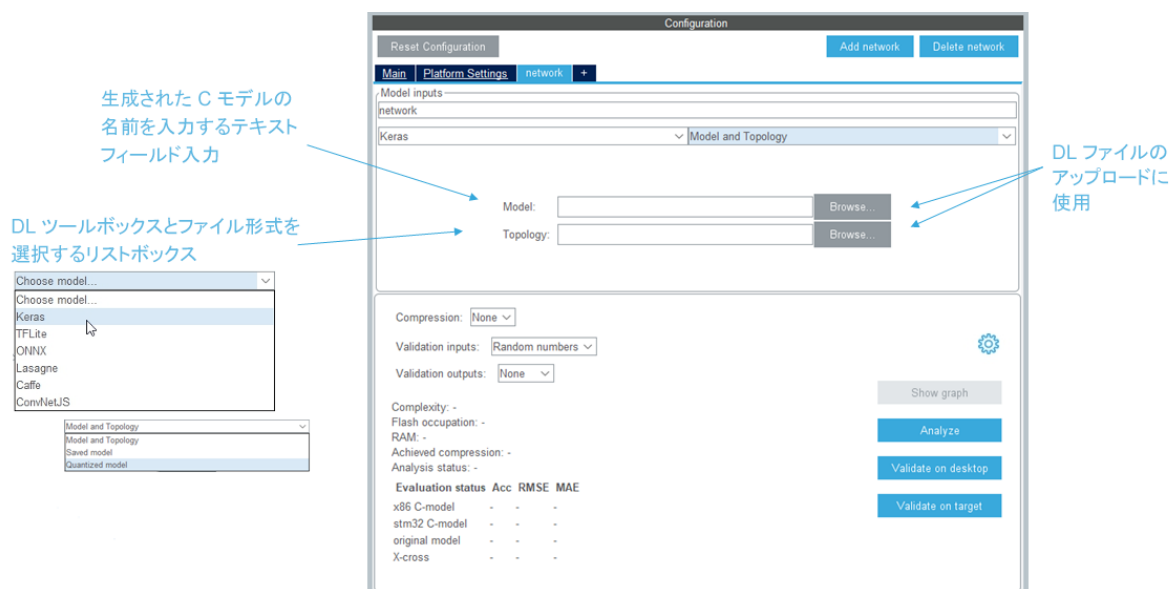 Configuration
Reset Configuration
Add network
Delete network
Main
Platform Settings
network
+
Model inputs
network
Keras
Model and Topology
生成された C モデルの
名前を入力するテキスト
フィールド入力
DL ファイルの
アップロードに
使用
Model:
Browse...
Topology:
Browse...
DL ツールボックスとファイル形式を
選択するリストボックス
Choose model...
Choose model...
Keras
TFLite
ONNX
Lasagne
Caffe
ConvNetJS
Model and Topology
Model and Topology
Saved model
Quantized model
Compression: None
Validation inputs: Random numbers
Validation outputs: None
Complexity: -
Flash occupation: -
RAM: -
Achieved compression: -
Analysis status: -
Evaluation status Acc RMSE MAE
x86 C-model - - -
stm32 C-model - - -
original model - - -
X-cross - - -
Show graph
Analyze
Validate on desktop
Validate on target